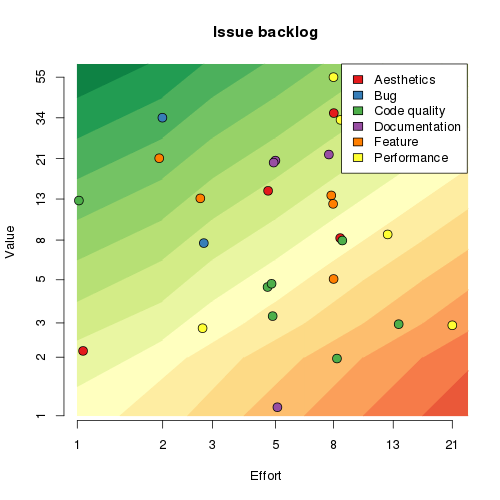 Issue backlog
Aesthetics
Bug
Code quality
Documentation
Feature
Performance
Value
55
34
21
13
8
5
3
2
1
1 2 3 5 8 13 21
Effort